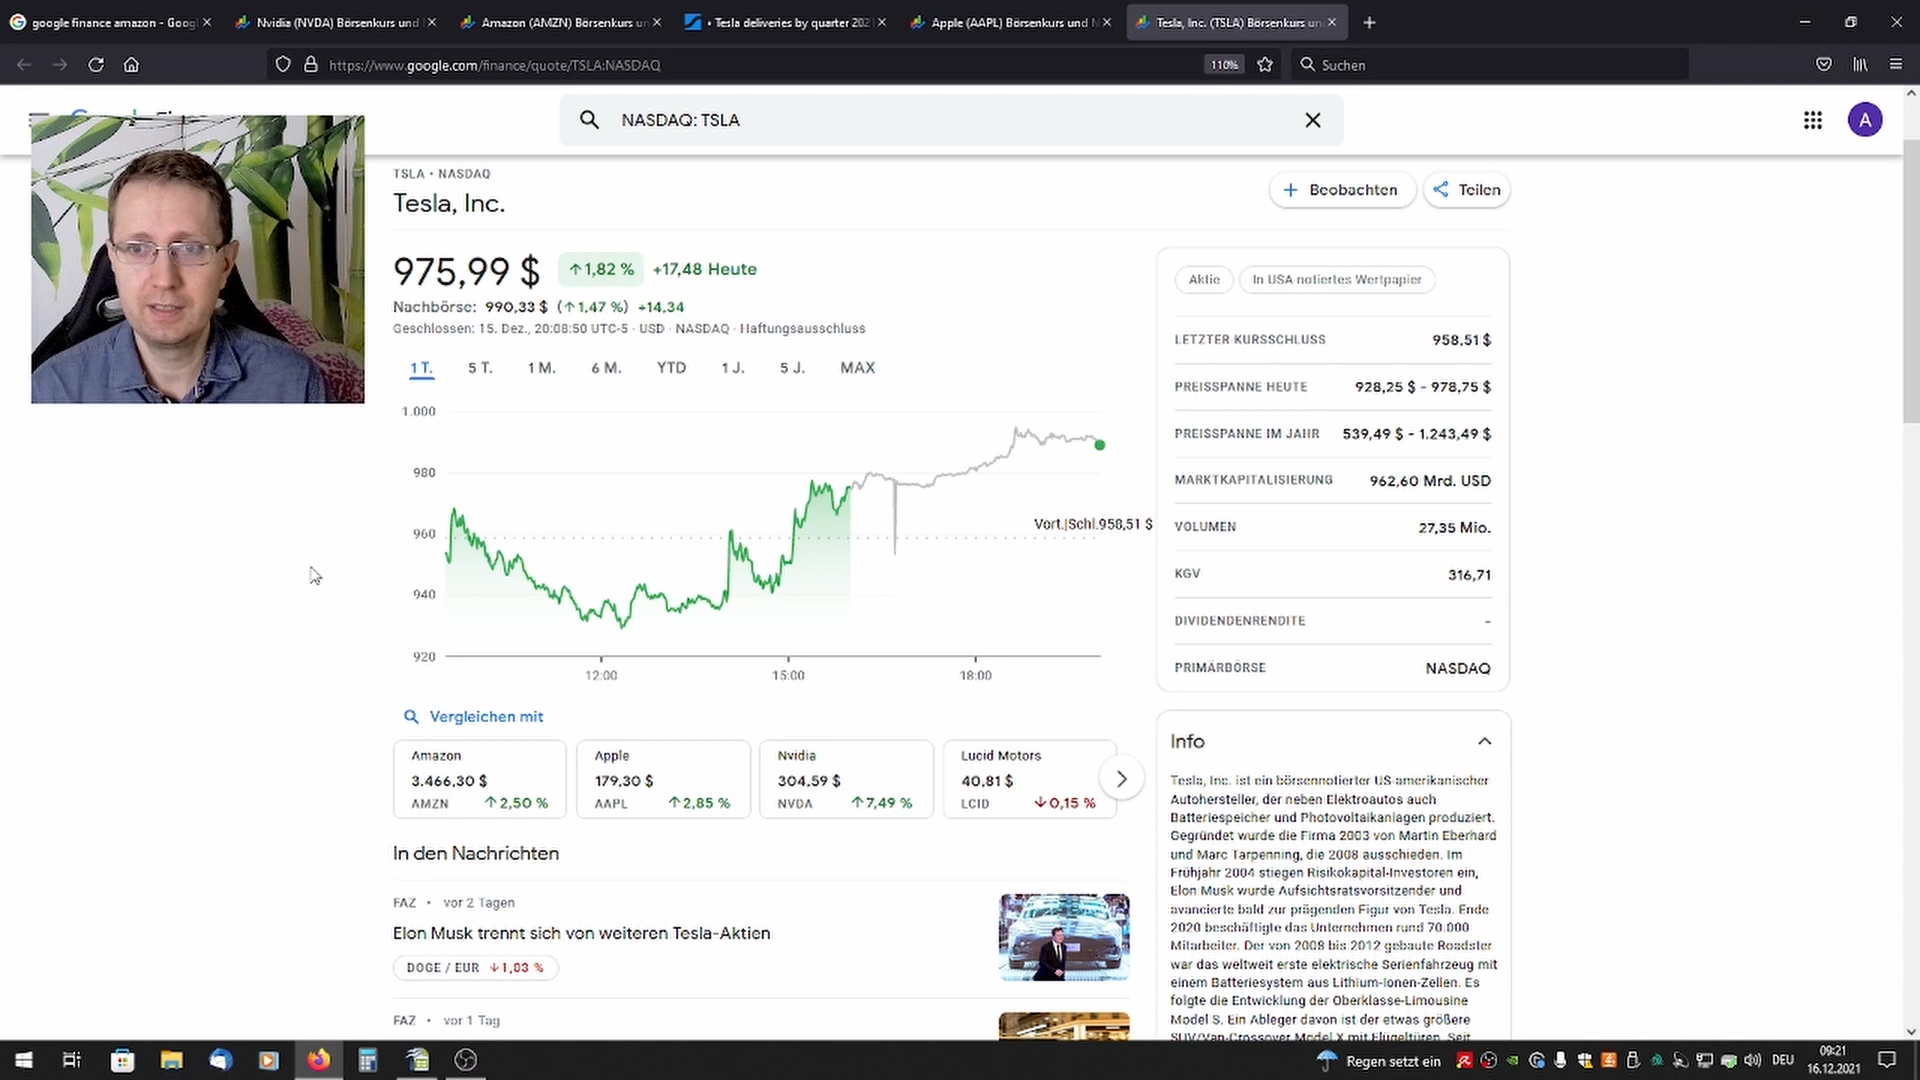 google finance amazon - Goog
Nvidia (NVDA) Börsenkurs und
Amazon (AMZN) Börsenkurs un
• Tesla deliveries by quarter 202
Apple (AAPL) Börsenkurs und N
Tesla, Inc. (TSLA) Börsenkurs un
https://www.google.com/finance/quote/TSLA:NASDAQ
110%
Suchen
NASDAQ: TSLA
A
TSLA • NASDAQ
Tesla, Inc.
Beobachten
Teilen
975,99 $
↑1,82 %
+17,48 Heute
Nachbörse: 990,33 $ (↑1,47 %) +14,34
Geschlossen: 15. Dez., 20:08:50 UTC-5 · USD · NASDAQ · Haftungsausschluss
1 T.
5 T.
1 M.
6 M.
YTD
1 J.
5 J.
MAX
1.000
980
960
940
920
Vort.|Schl.958,51 $
12:00
15:00
18:00
Aktie
In USA notiertes Wertpapier
LETZTER KURSSCHLUSS 958,51 $
PREISSPANNE HEUTE 928,25 $ - 978,75 $
PREISSPANNE IM JAHR 539,49 $ - 1.243,49 $
MARKTKAPITALISIERUNG 962,60 Mrd. USD
VOLUMEN 27,35 Mio.
KGV 316,71
DIVIDENDENRENDITE -
PRIMÄRBÖRSE NASDAQ
Vergleichen mit
Amazon
3.466,30 $
AMZN ↑2,50 %
Apple
179,30 $
AAPL ↑2,85 %
Nvidia
304,59 $
NVDA ↑7,49 %
Lucid Motors
40,81 $
LCID ↓0,15 %
In den Nachrichten
FAZ • vor 2 Tagen
Elon Musk trennt sich von weiteren Tesla-Aktien
DOGE / EUR ↓1,03 %
FAZ • vor 1 Tag
Info
Tesla, Inc. ist ein börsennotierter US-amerikanischer
Autohersteller, der neben Elektroautos auch
Batteriespeicher und Photovoltaikanlagen produziert.
Gegründet wurde die Firma 2003 von Martin Eberhard
und Marc Tarpenning, die 2008 ausschieden. Im
Frühjahr 2004 stiegen Risikokapital-Investoren ein,
Elon Musk wurde Aufsichtsratsvorsitzender und
avancierte bald zur prägenden Figur von Tesla. Ende
2020 beschäftigte das Unternehmen rund 70.000
Mitarbeiter. Der von 2008 bis 2012 gebaute Roadster
war das weltweit erste elektrische Serienfahrzeug mit
einem Batteriesystem aus Lithium-Ionen-Zellen. Es
folgte die Entwicklung der Oberklasse-Limousine
Model S. Ein Ableger davon ist der etwas größere
SUV/Van-Crossover Model X mit Flügeltüren. Seit
Regen setzt ein
DEU
09:21
16.12.2021